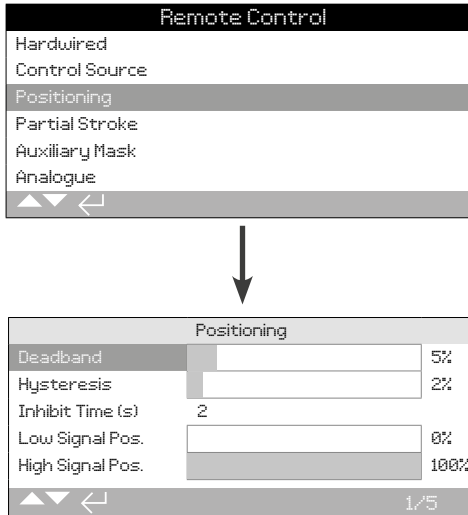 Remote Control
Hardwired
Control Source
Positioning
Partial Stroke
Auxiliary Mask
Analogue
Positioning
Deadband 5%
Hysteresis 2%
Inhibit Time (s) 2
Low Signal Pos. 0%
High Signal Pos. 100%
1/5